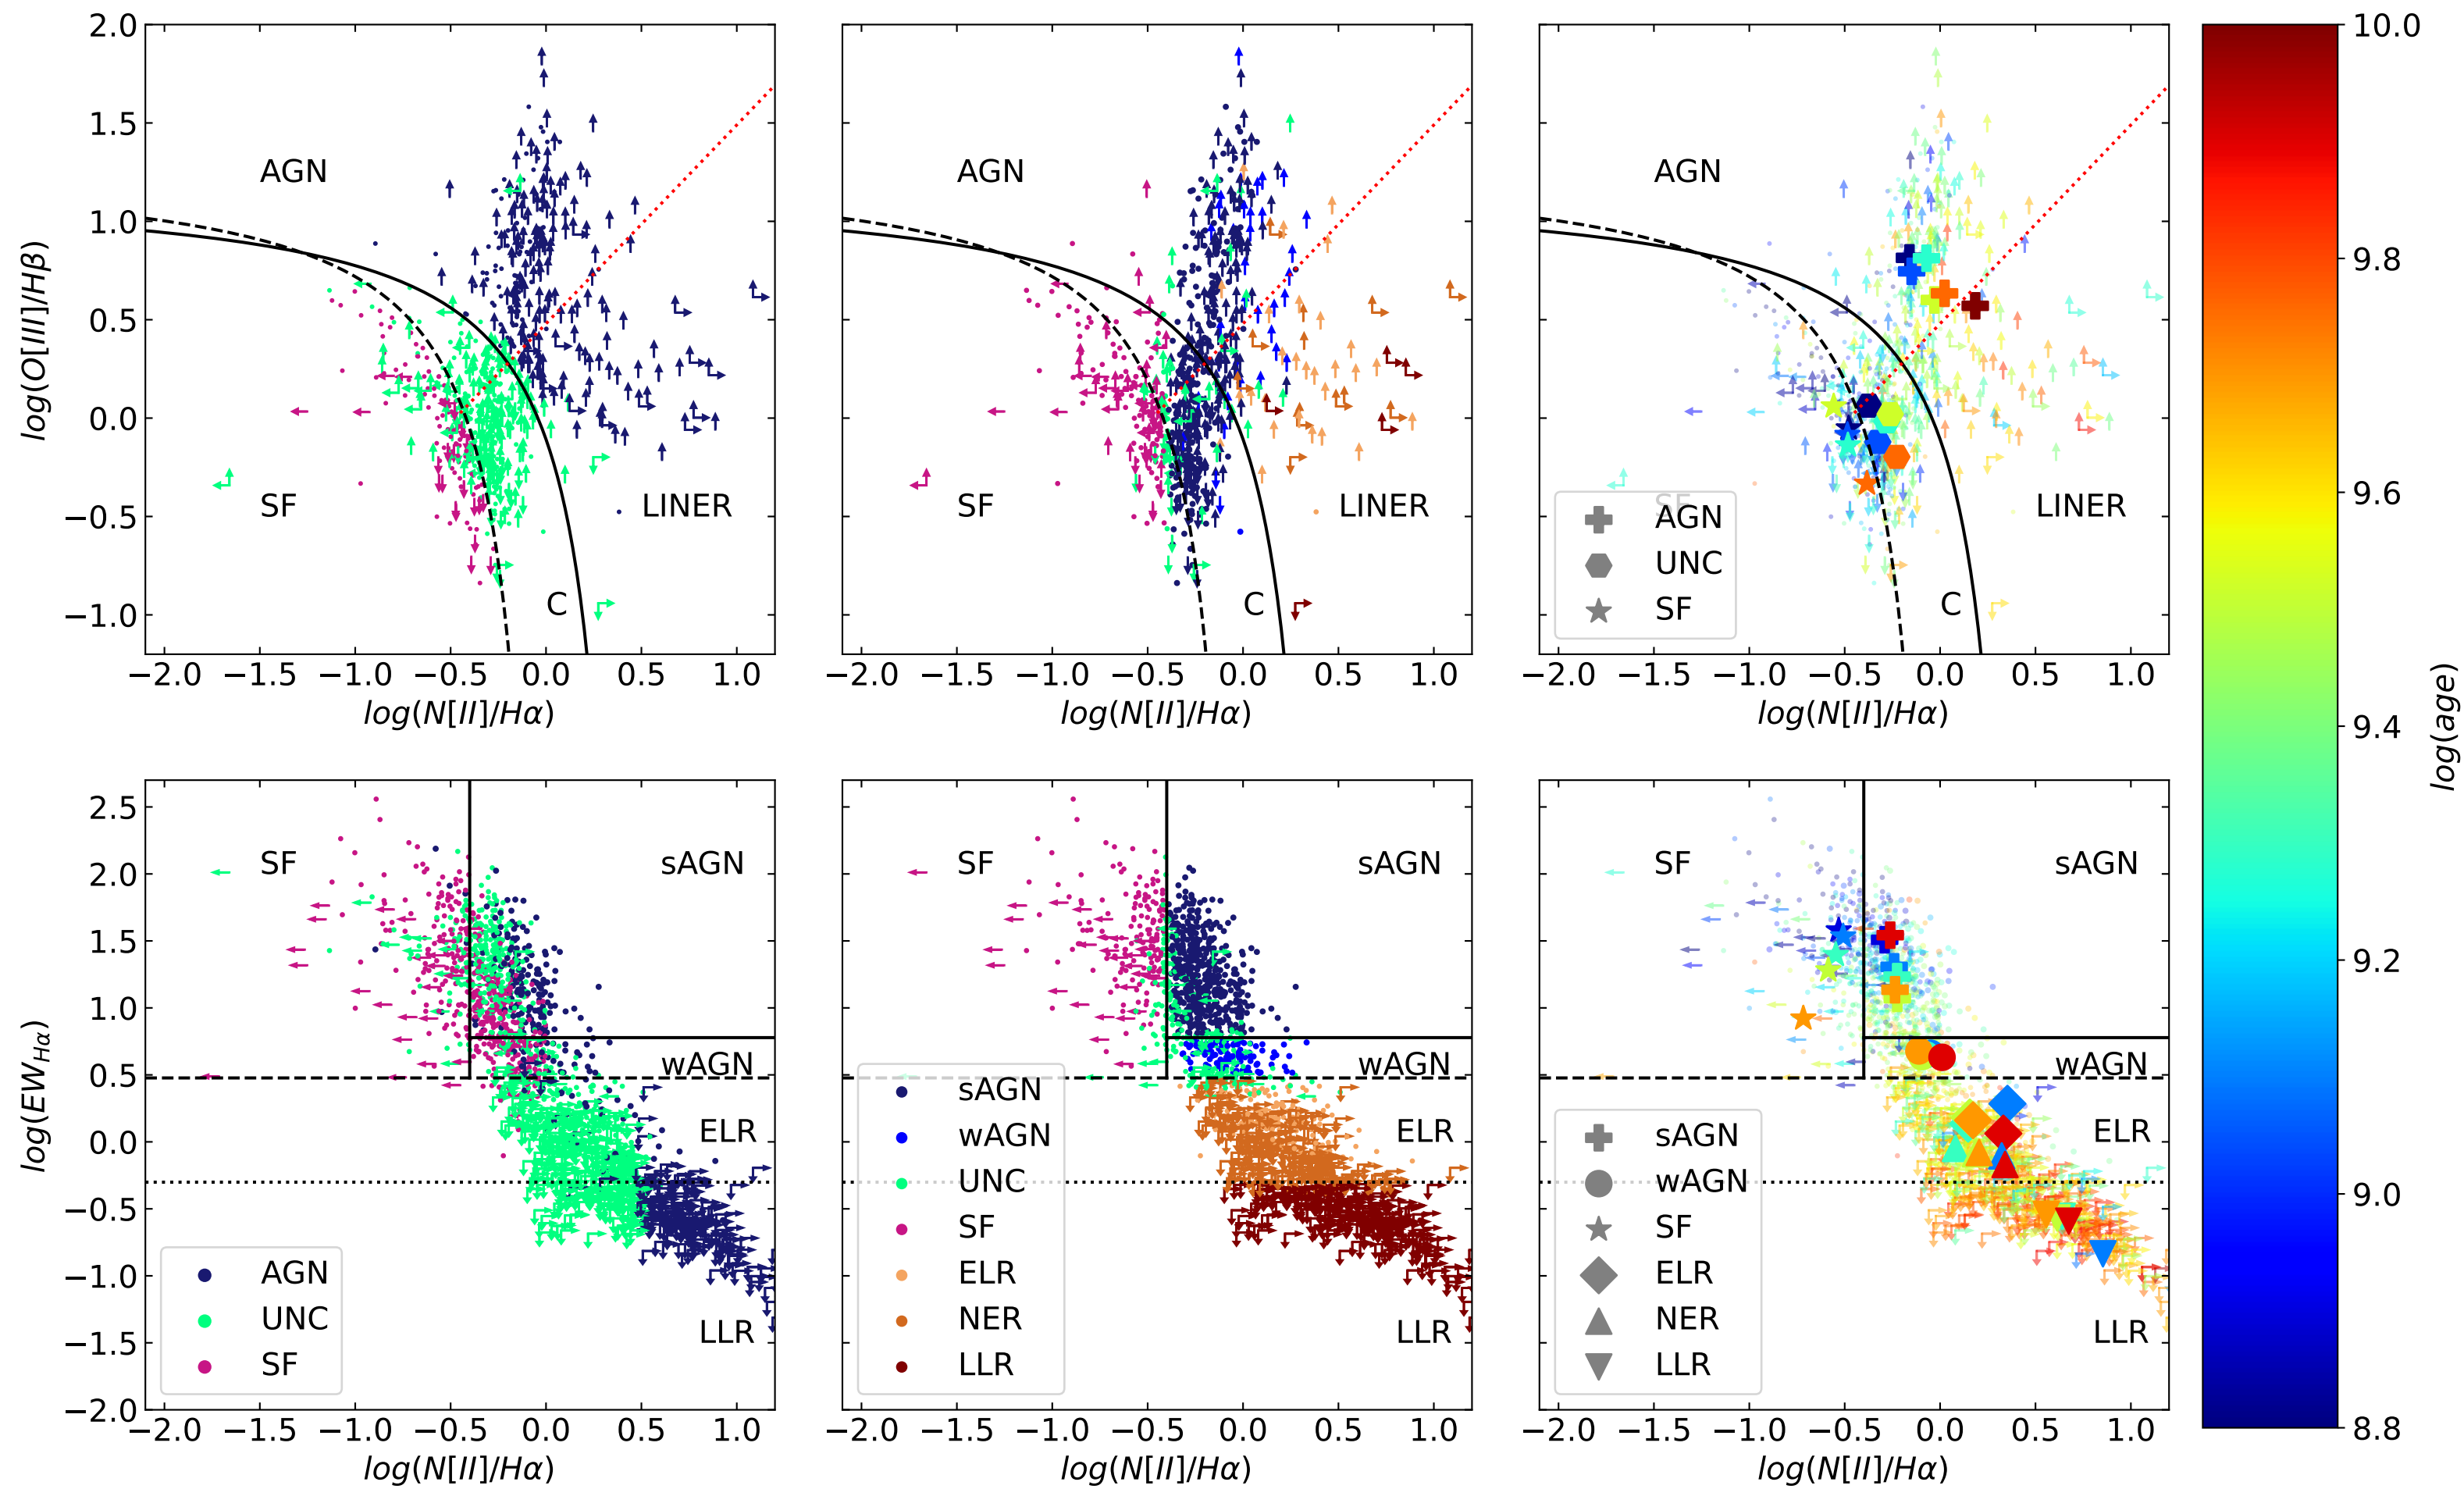 2.0
1.5
1.0
0.5
0.0
−0.5
−1.0
log(O[III]/Hβ)
AGN
SF
LINER
C
−2.0 −1.5 −1.0 −0.5 0.0 0.5 1.0
log(N[II]/Hα)
AGN
SF
LINER
C
−2.0 −1.5 −1.0 −0.5 0.0 0.5 1.0
log(N[II]/Hα)
AGN
SF
LINER
C
AGN
UNC
SF
−2.0 −1.5 −1.0 −0.5 0.0 0.5 1.0
log(N[II]/Hα)
10.0
9.8
9.6
9.4
9.2
9.0
8.8
log(age)
2.5
2.0
1.5
1.0
0.5
0.0
−0.5
−1.0
−1.5
−2.0
log(EWHα)
SF
sAGN
wAGN
ELR
LLR
AGN
UNC
SF
−2.0 −1.5 −1.0 −0.5 0.0 0.5 1.0
log(N[II]/Hα)
SF
sAGN
wAGN
ELR
LLR
sAGN
wAGN
UNC
SF
ELR
NER
LLR
−2.0 −1.5 −1.0 −0.5 0.0 0.5 1.0
log(N[II]/Hα)
SF
sAGN
wAGN
ELR
LLR
sAGN
wAGN
SF
ELR
NER
LLR
−2.0 −1.5 −1.0 −0.5 0.0 0.5 1.0
log(N[II]/Hα)